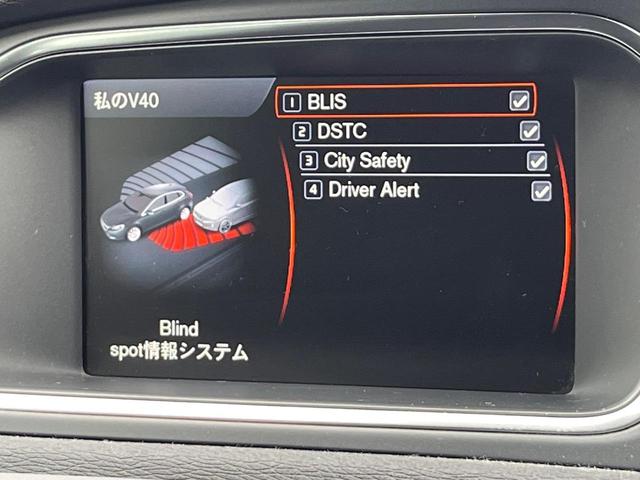 私のV40
1 BLIS
2 DSTC
3 City Safety
4 Driver Alert
Blind
spot情報システム